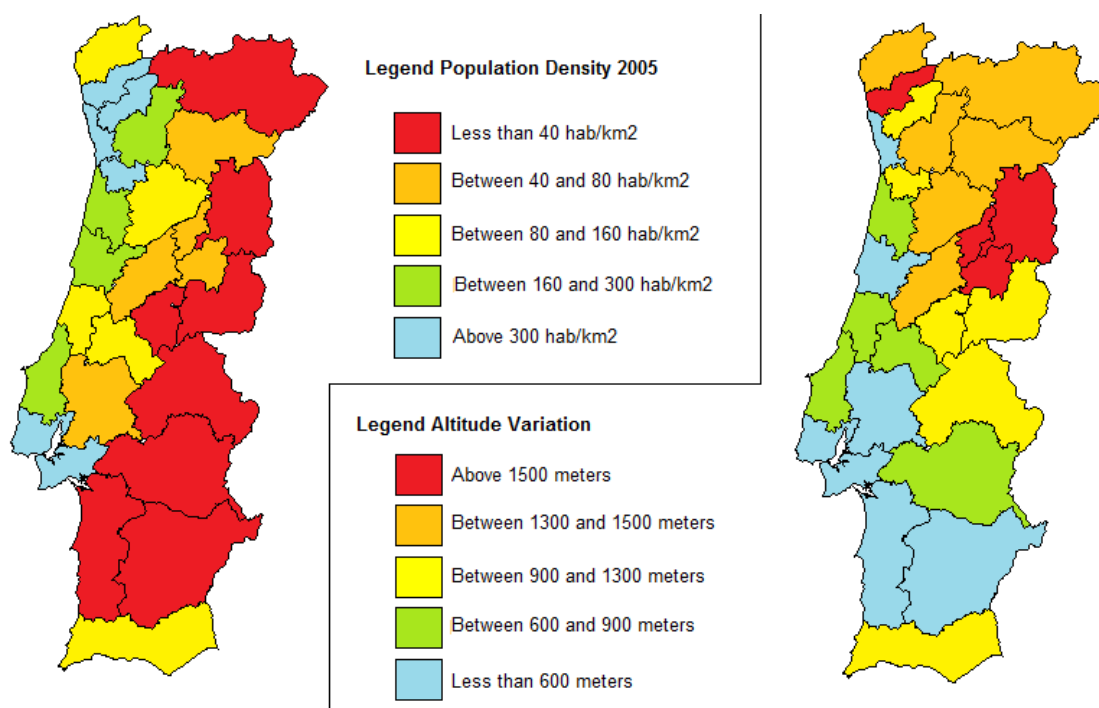 Legend Population Density 2005
Less than 40 hab/km2
Between 40 and 80 hab/km2
Between 80 and 160 hab/km2
Between 160 and 300 hab/km2
Above 300 hab/km2
Legend Altitude Variation
Above 1500 meters
Between 1300 and 1500 meters
Between 900 and 1300 meters
Between 600 and 900 meters
Less than 600 meters